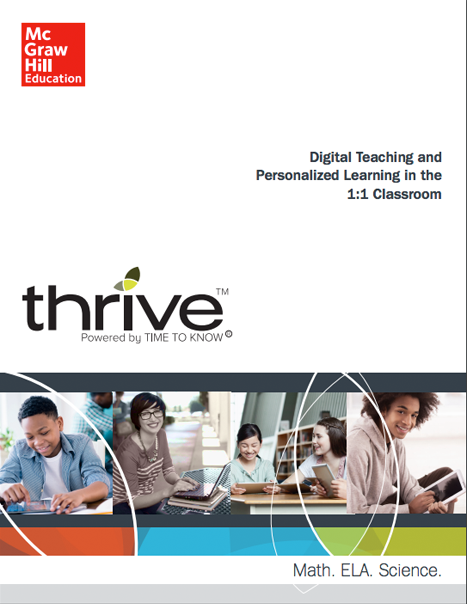 Mc
Graw
Hill
Education
Digital Teaching and
Personalized Learning in the
1:1 Classroom
thrive™
Powered by TIME TO KNOW©
Math. ELA. Science.